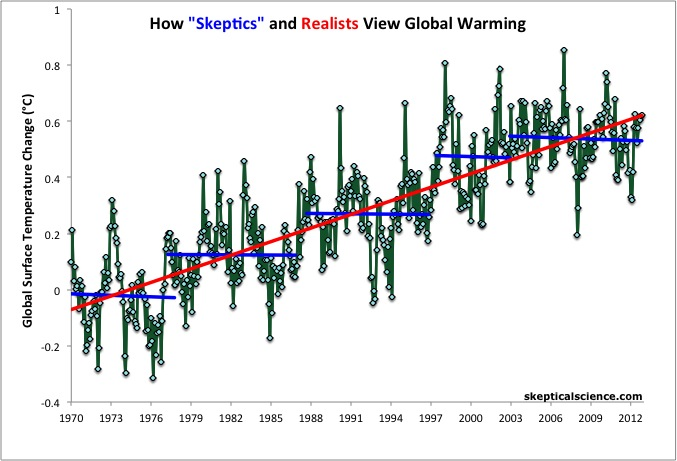 How "Skeptics" and Realists View Global Warming
Global Surface Temperature Change (°C)
1
0.8
0.6
0.4
0.2
0
-0.2
-0.4
1970 1973 1976 1979 1982 1985 1988 1991 1994 1997 2000 2003 2006 2009 2012
skepticalscience.com